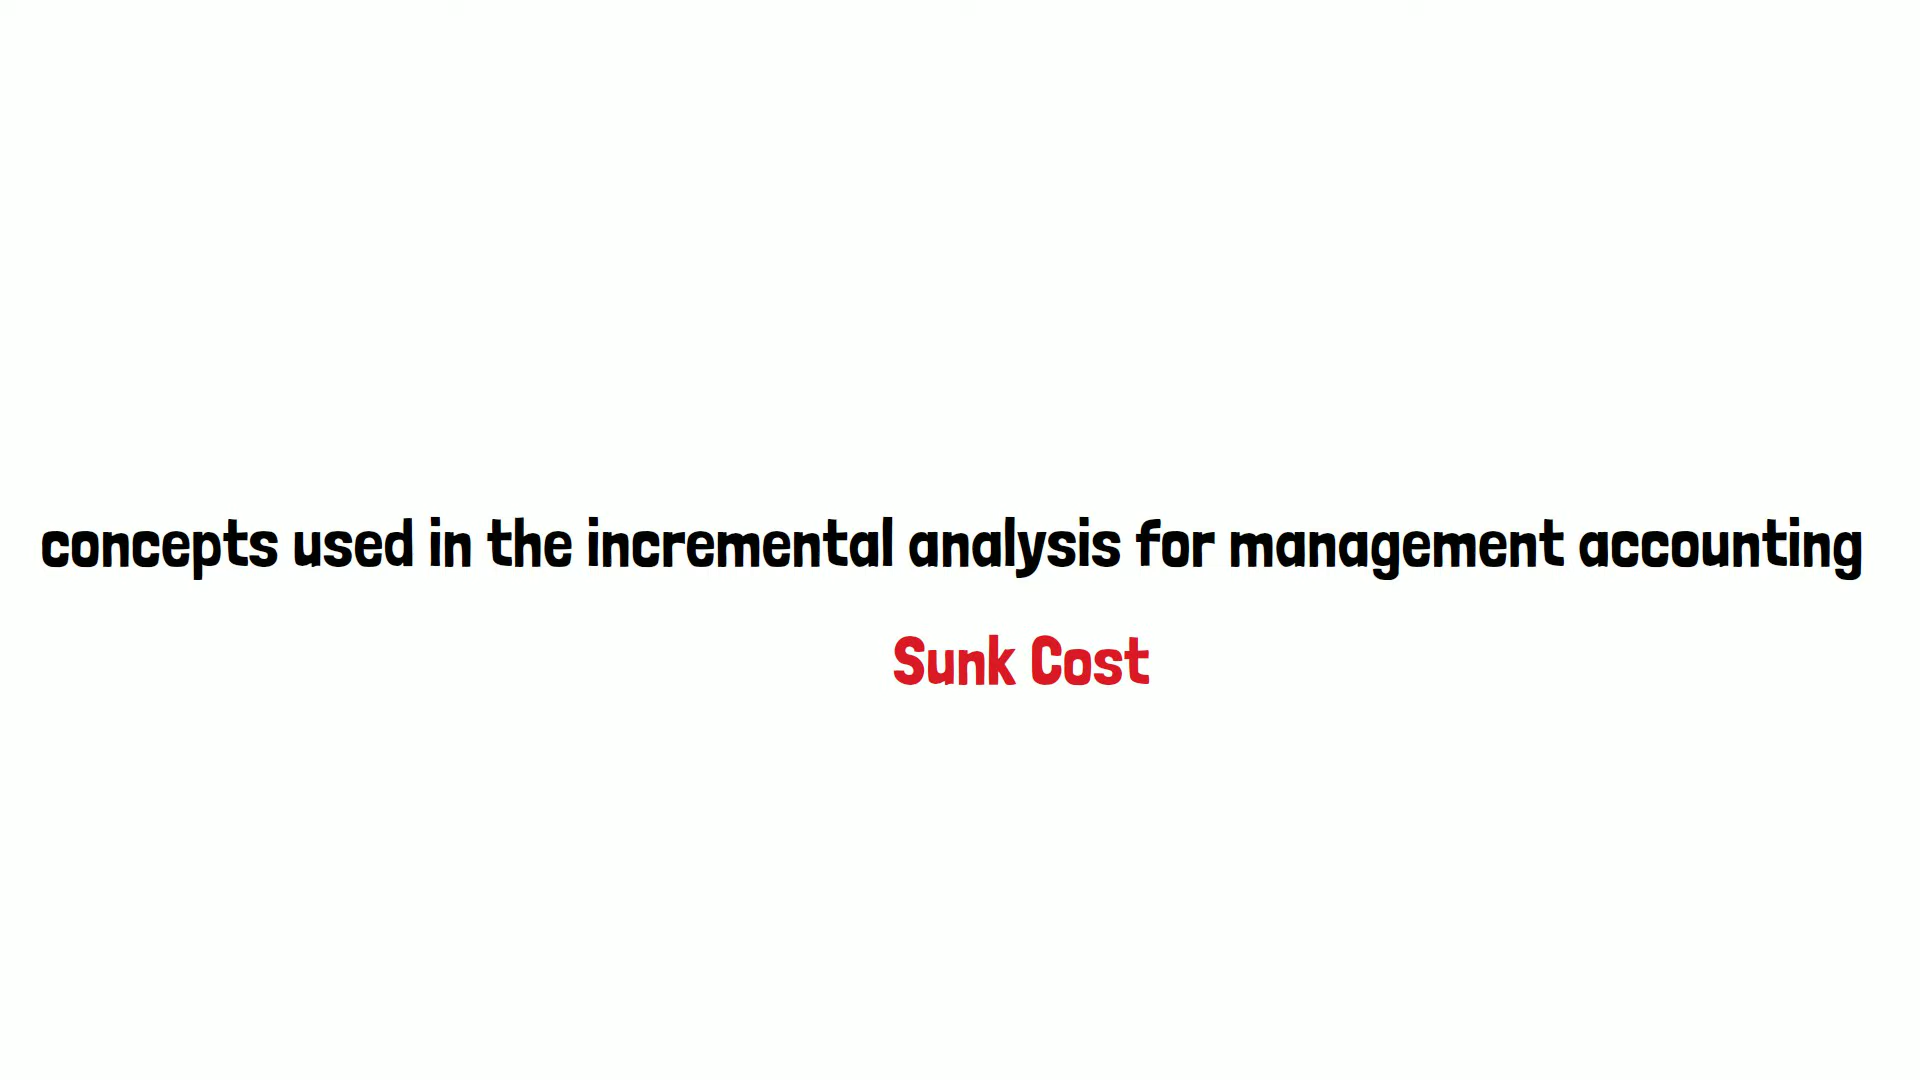 concepts used in the incremental analysis for management accounting
Sunk Cost